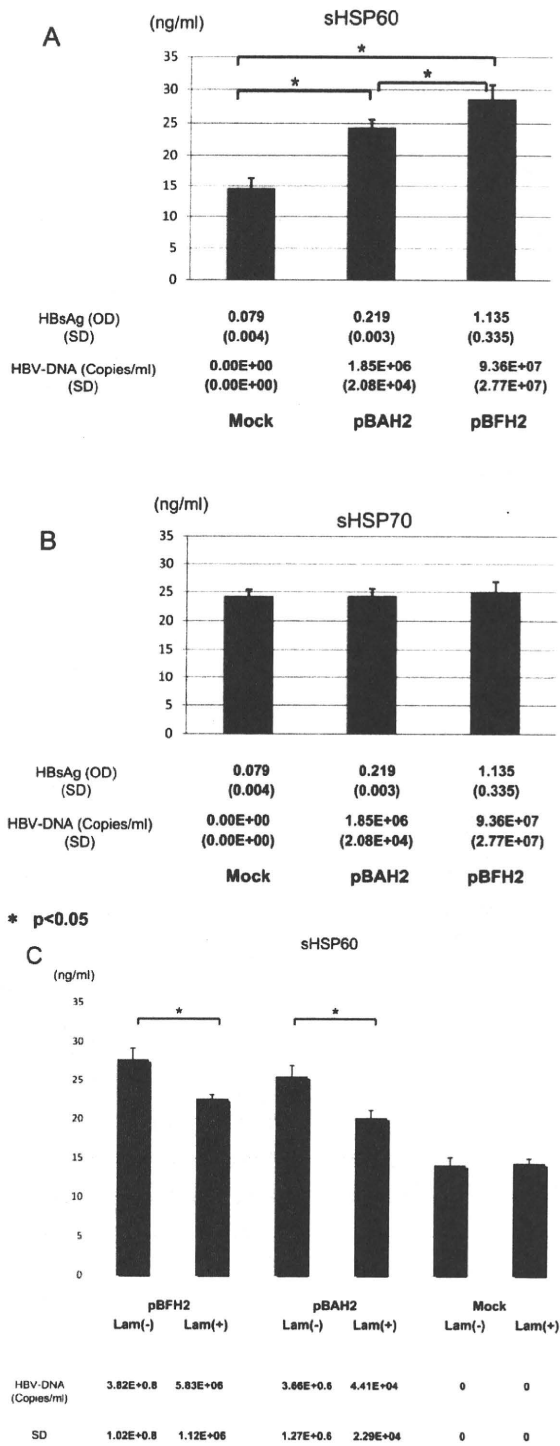 A
(ng/ml)
sHSP60
*
*
*
35
30
25
20
15
10
5
0
HBsAg (OD) 0.079 0.219 1.135
(SD) (0.004) (0.003) (0.335)
HBV-DNA (Copies/ml) 0.00E+00 1.85E+06 9.36E+07
(SD) (0.00E+00) (2.08E+04) (2.77E+07)
Mock pBAH2 pBFH2
B
(ng/ml)
sHSP70
35
30
25
20
15
10
5
0
HBsAg (OD) 0.079 0.219 1.135
(SD) (0.004) (0.003) (0.335)
HBV-DNA (Copies/ml) 0.00E+00 1.85E+06 9.36E+07
(SD) (0.00E+00) (2.08E+04) (2.77E+07)
Mock pBAH2 pBFH2
* p<0.05
C
sHSP60
(ng/ml)
* *
35
30
25
20
15
10
5
0
pBFH2 pBAH2 Mock
Lam(-) Lam(+) Lam(-) Lam(+) Lam(-) Lam(+)
HBV-DNA 3.82E+0.8 5.83E+06 3.66E+0.6 4.41E+04 0 0
(Copies/ml)
SD 1.02E+0.8 1.12E+06 1.27E+0.6 2.29E+04 0 0